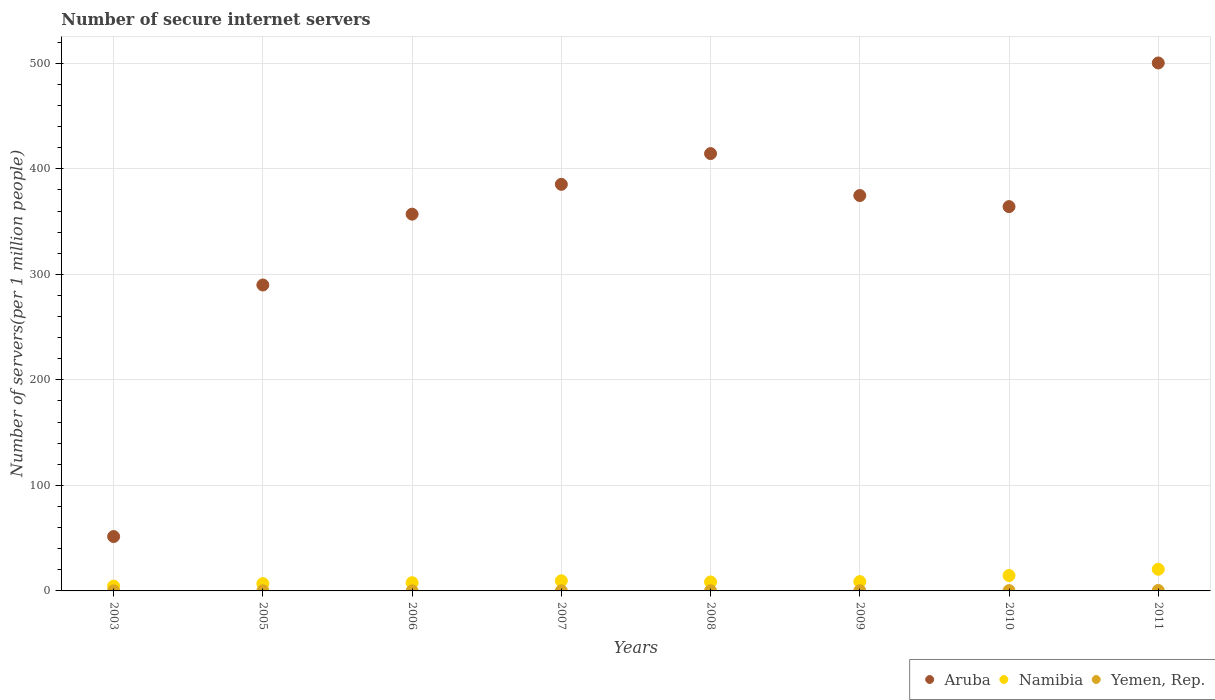 Number of secure internet servers
Number of servers(per 1 million people)
500
400
300
200
100
0
2003
2005
2006
2007
2008
2009
2010
2011
Years
Aruba
Namibia
Yemen, Rep.